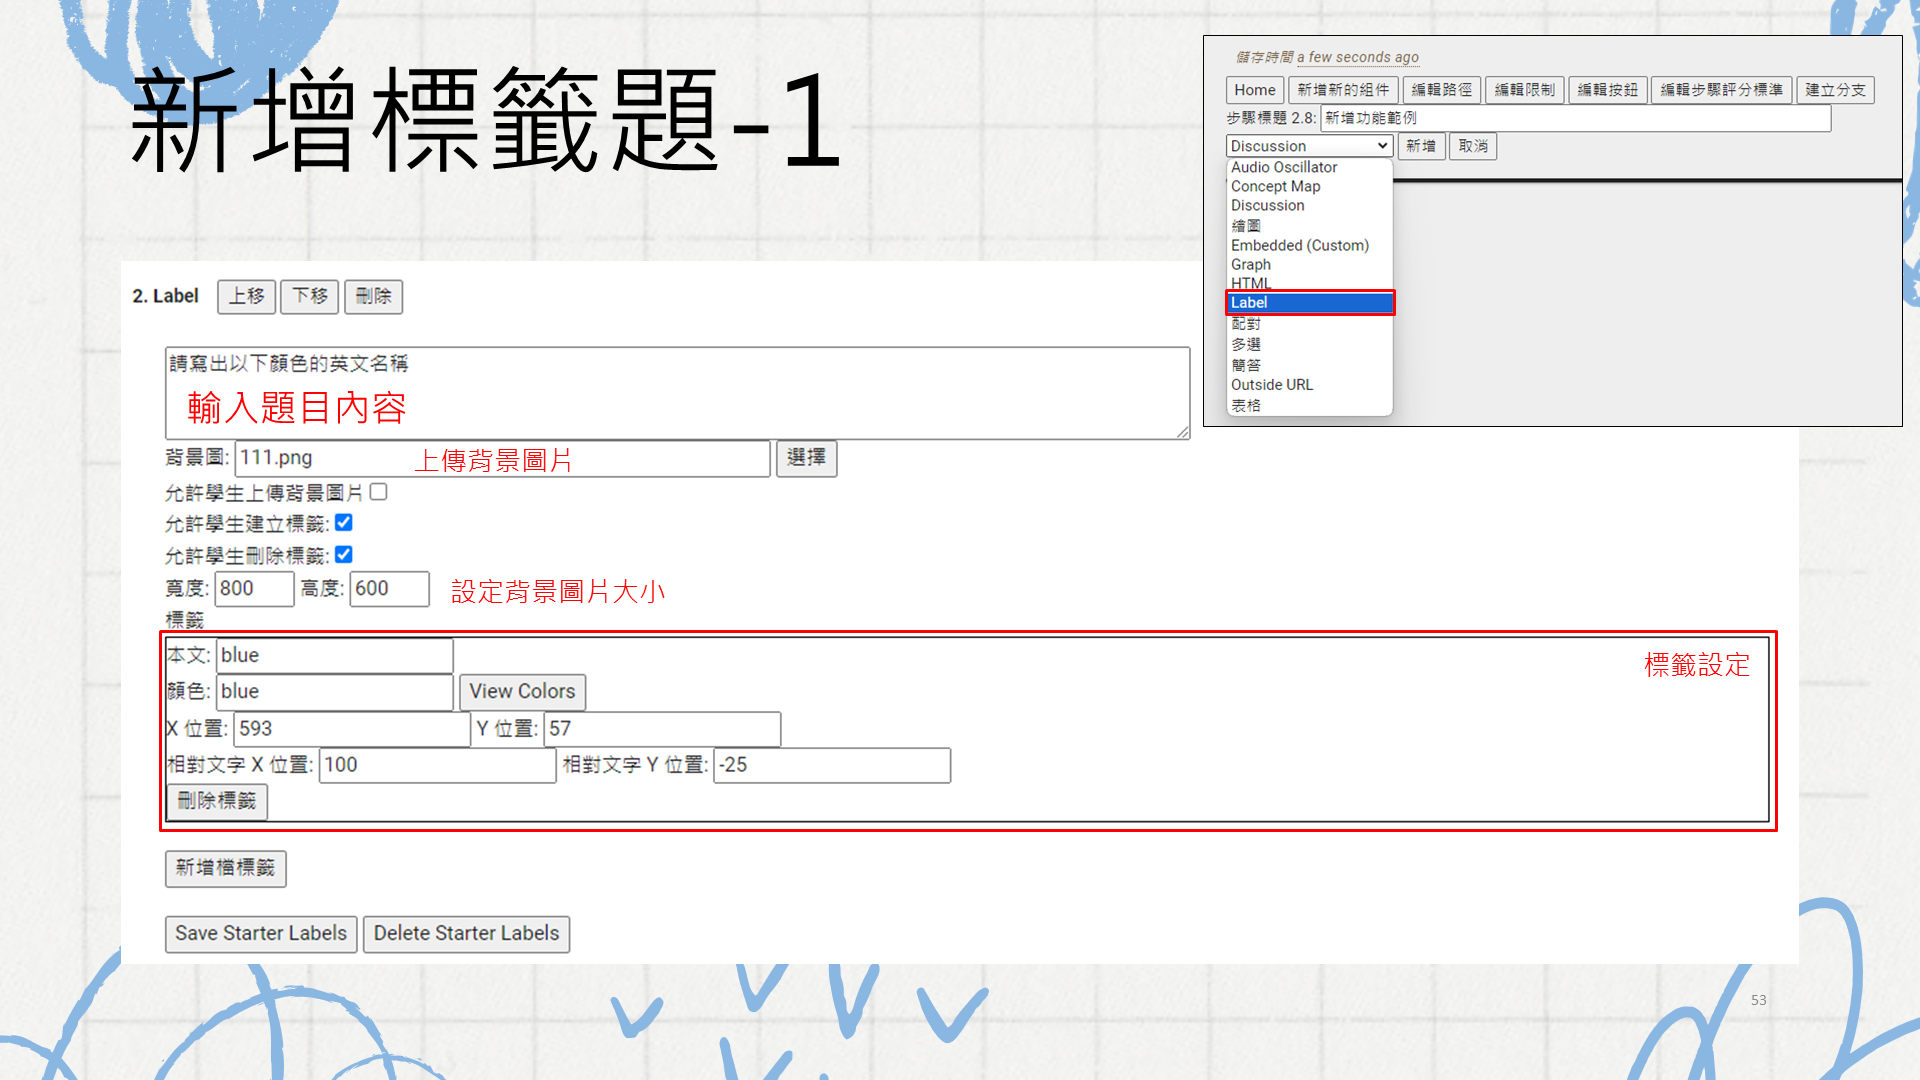 新增標籤題-1
儲存時間 a few seconds ago
Home 新增新的組件 編輯路徑 編輯限制 編輯按鈕 編輯步驟評分標準 建立分支
步驟標題 2.8: 新增功能範例
Discussion 新增 取消
Audio Oscillator
Concept Map
Discussion
繪圖
Embedded (Custom)
Graph
HTML
Label
配對
多選
簡答
Outside URL
表格
2. Label 上移 下移 刪除
請寫出以下顏色的英文名稱
輸入題目內容
背景圖: 111.png 上傳背景圖片 選擇
允許學生上傳背景圖片
允許學生建立標籤:
允許學生刪除標籤:
寬度: 800 高度: 600 設定背景圖片大小
標籤
本文: blue 標籤設定
顏色: blue View Colors
X 位置: 593 Y 位置: 57
相對文字 X 位置: 100 相對文字 Y 位置: -25
刪除標籤
新增檔標籤
Save Starter Labels Delete Starter Labels
53